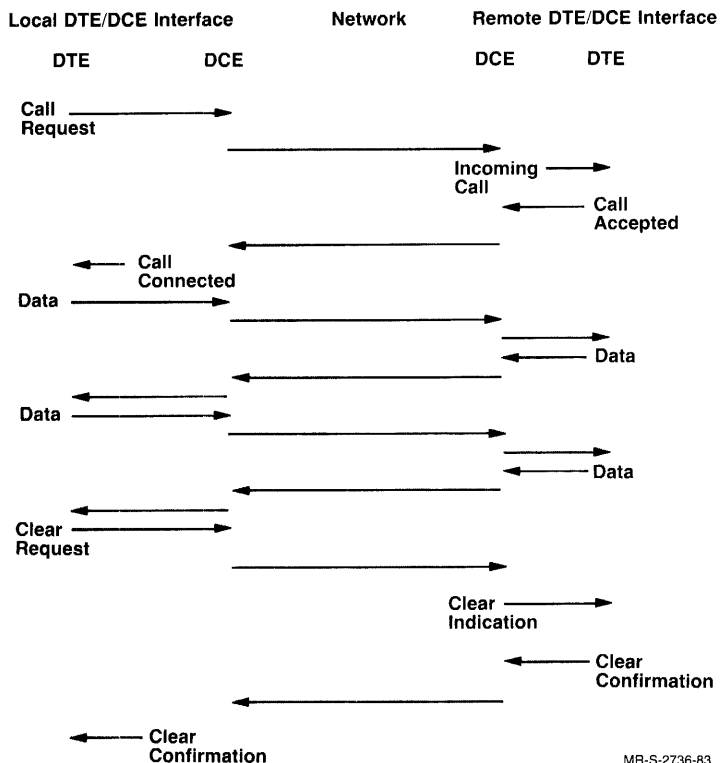 Local DTE/DCE Interface Network Remote DTE/DCE Interface
DTE DCE DCE DTE
Call
Request
Incoming
Call
Call
Accepted
Call
Connected
Data
Data
Data
Data
Clear
Request
Clear
Indication
Clear
Confirmation
Clear
Confirmation
MR-S-2736-83